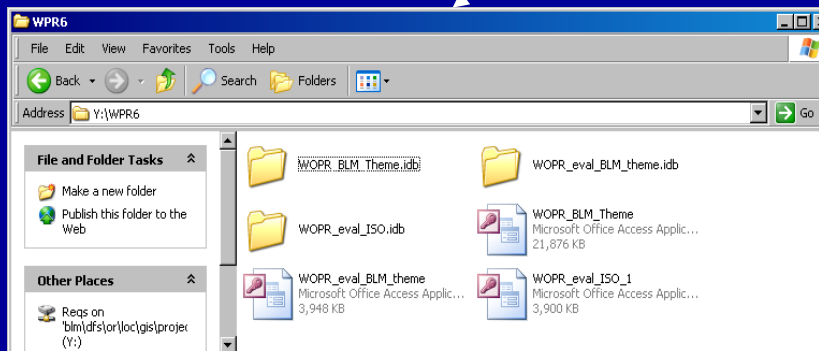 WPR6
File Edit View Favorites Tools Help
Back Search Folders
Address Y:\WPR6 Go
File and Folder Tasks
Make a new folder
Publish this folder to the
Web
Other Places
Reqs on
'blm\dfs\or\loc\gis\projec
(Y:)
WOPR_BLM_Theme.idb
WOPR_eval_BLM_theme.idb
WOPR_eval_ISO.idb
WOPR_BLM_Theme
Microsoft Office Access Applic...
21,876 KB
WOPR_eval_BLM_theme
Microsoft Office Access Applic...
3,948 KB
WOPR_eval_ISO_1
Microsoft Office Access Applic...
3,900 KB